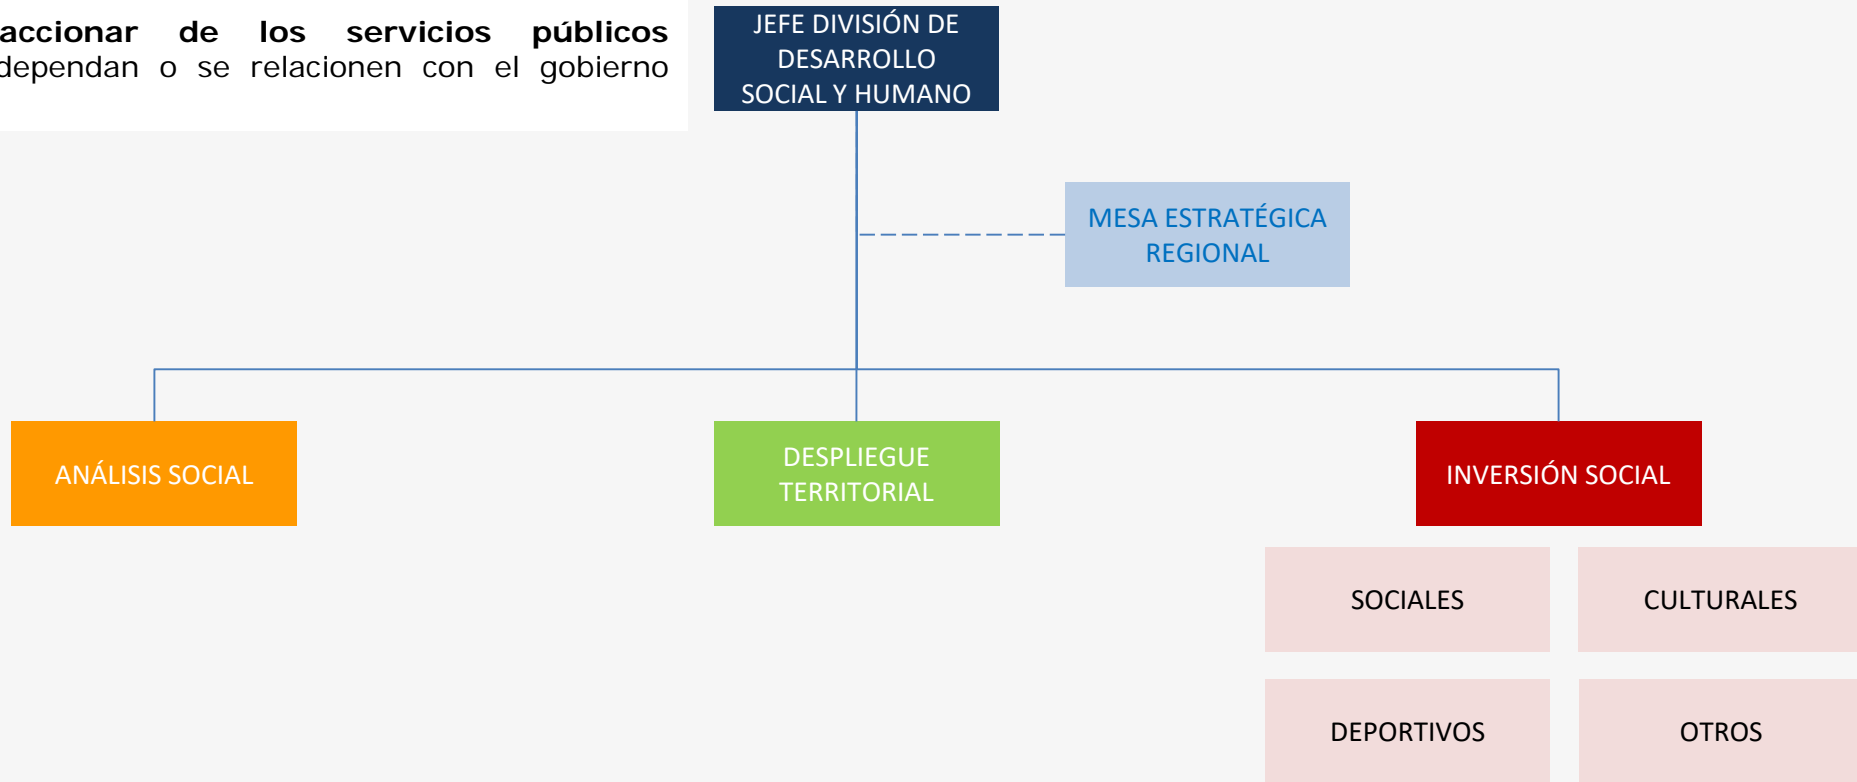 accionar de los servicios públicos
dependan o se relacionen con el gobierno
JEFE DIVISIÓN DE
DESARROLLO
SOCIAL Y HUMANO
MESA ESTRATÉGICA
REGIONAL
ANÁLISIS SOCIAL
DESPLIEGUE
TERRITORIAL
INVERSIÓN SOCIAL
SOCIALES
CULTURALES
DEPORTIVOS
OTROS